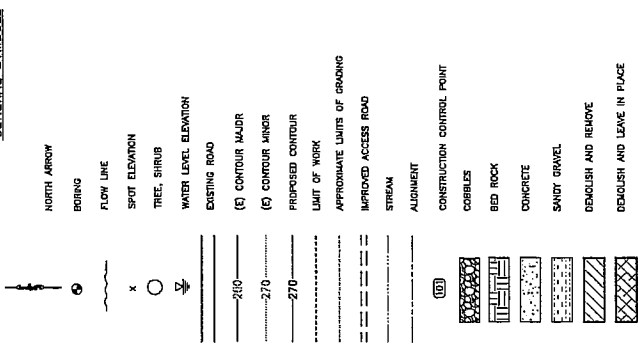 NORTH ARROW
BORING
FLOW LINE
SPOT ELEVATION
TREE, SHRUB
WATER LEVEL ELEVATION
EXISTING ROAD
260 (E) CONTOUR MAJOR
270 (E) CONTOUR MINOR
270 PROPOSED CONTOUR
LIMIT OF WORK
APPROXIMATE LIMITS OF GRADING
IMPROVED ACCESS ROAD
STREAM
ALIGNMENT
101 CONSTRUCTION CONTROL POINT
COBBLES
BED ROCK
CONCRETE
SANDY GRAVEL
DEMOLISH AND REMOVE
DEMOLISH AND LEAVE IN PLACE